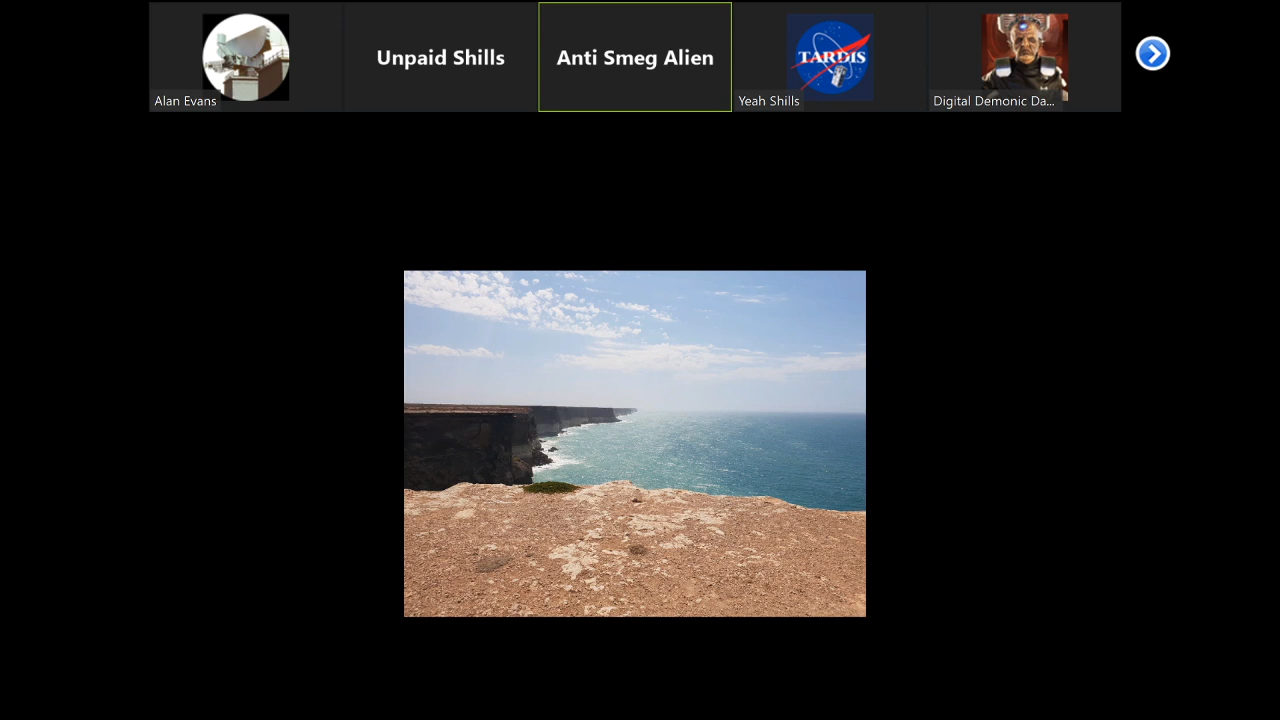 Unpaid Shills
Anti Smeg Alien
TARDIS
Alan Evans
Yeah Shills
Digital Demonic Da...